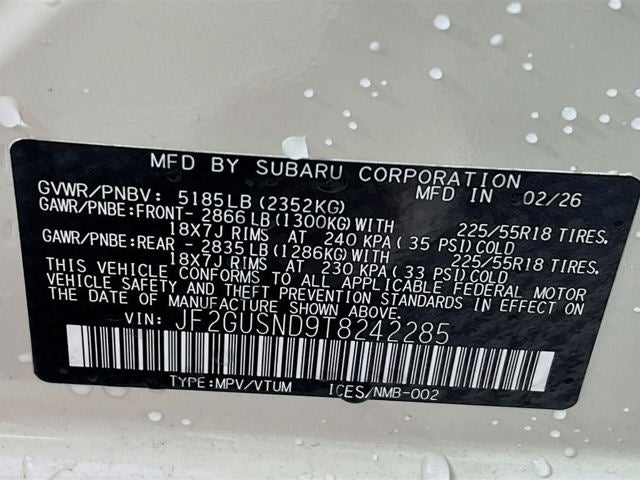 MFD BY SUBARU CORPORATION MFD IN 02/26
GVWR/PNBV: 5185LB (2352KG)
GAWR/PNBE:FRONT- 2866 LB (1300KG) WITH 225/55R18 TIRES,
18X7J RIMS AT 240 KPA ( 35 PSI) COLD
GAWR/PNBE:REAR - 2835 LB (1286KG) WITH 225/55R18 TIRES,
18X7J RIMS AT 230 KPA ( 33 PSI) COLD
THIS VEHICLE CONFORMS TO ALL APPLICABLE FEDERAL MOTOR
VEHICLE SAFETY AND THEFT PREVENTION STANDARDS IN EFFECT ON
THE DATE OF MANUFACTURE SHOWN ABOVE.
VIN: JF2GUSND9T8242285
TYPE:MPV/VTUM ICES/NMB-002